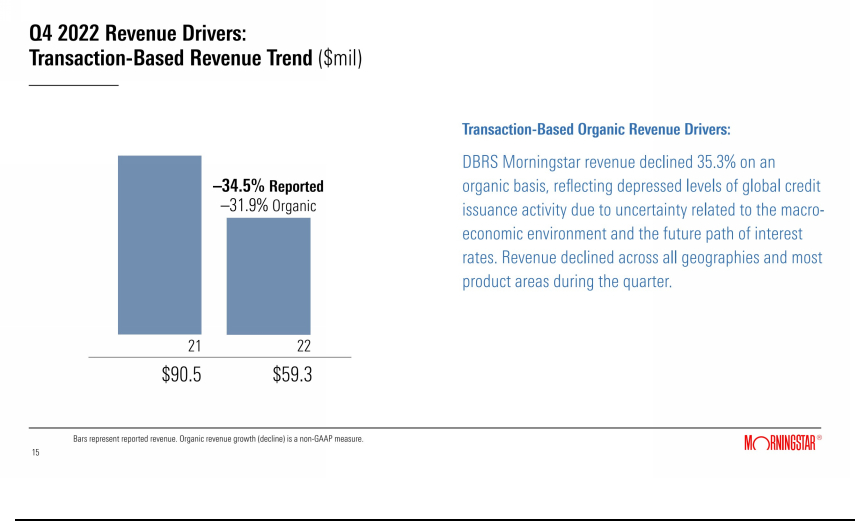 Q4 2022 Revenue Drivers:
Transaction-Based Revenue Trend ($mil)
–34.5% Reported
–31.9% Organic
21
22
$90.5
$59.3
Transaction-Based Organic Revenue Drivers:
DBRS Morningstar revenue declined 35.3% on an
organic basis, reflecting depressed levels of global credit
issuance activity due to uncertainty related to the macro-
economic environment and the future path of interest
rates. Revenue declined across all geographies and most
product areas during the quarter.
Bars represent reported revenue. Organic revenue growth (decline) is a non-GAAP measure.
15
MORNINGSTAR®